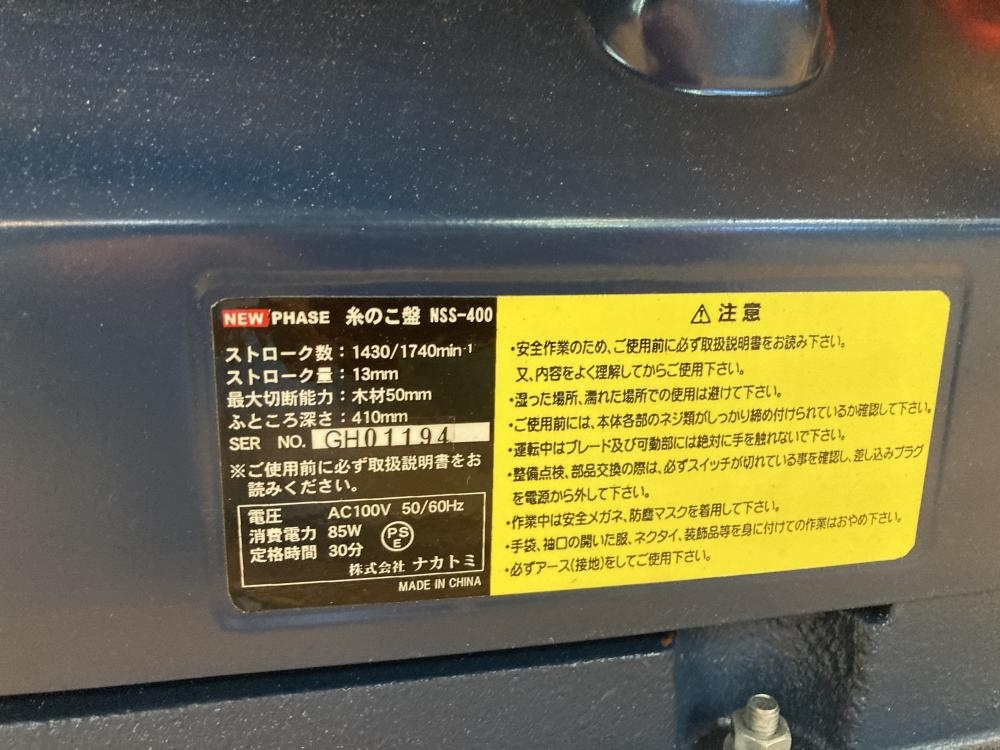 NEW PHASE 糸のこ盤 NSS-400
ストローク数：1430/1740min⁻¹
ストローク量：13mm
最大切断能力：木材50mm
ふところ深さ：410mm
SER NO. GH01194
※ご使用前に必ず取扱説明書をお
読みください。
電圧 AC100V 50/60Hz
消費電力 85W
定格時間 30分
PSE
株式会社 ナカトミ
MADE IN CHINA
⚠注意
・安全作業のため、ご使用前に必ず取扱説明書をお読み下さい。
又、内容をよく理解してからご使用下さい。
・湿った場所、濡れた場所での使用は避けて下さい。
・ご使用前には、本体各部のネジ類がしっかり締め付けられているか確認して下さい。
・運転中はブレード及び可動部には絶対に手を触れないで下さい。
・整備点検、部品交換の際は、必ずスイッチが切れている事を確認し、差し込みプラグ
を電源から外して下さい。
・作業中は安全メガネ、防塵マスクを着用して下さい。
・手袋、袖口の開いた服、ネクタイ、装飾品等を身に付けての作業はおやめ下さい。
・必ずアース(接地)をしてご使用下さい。